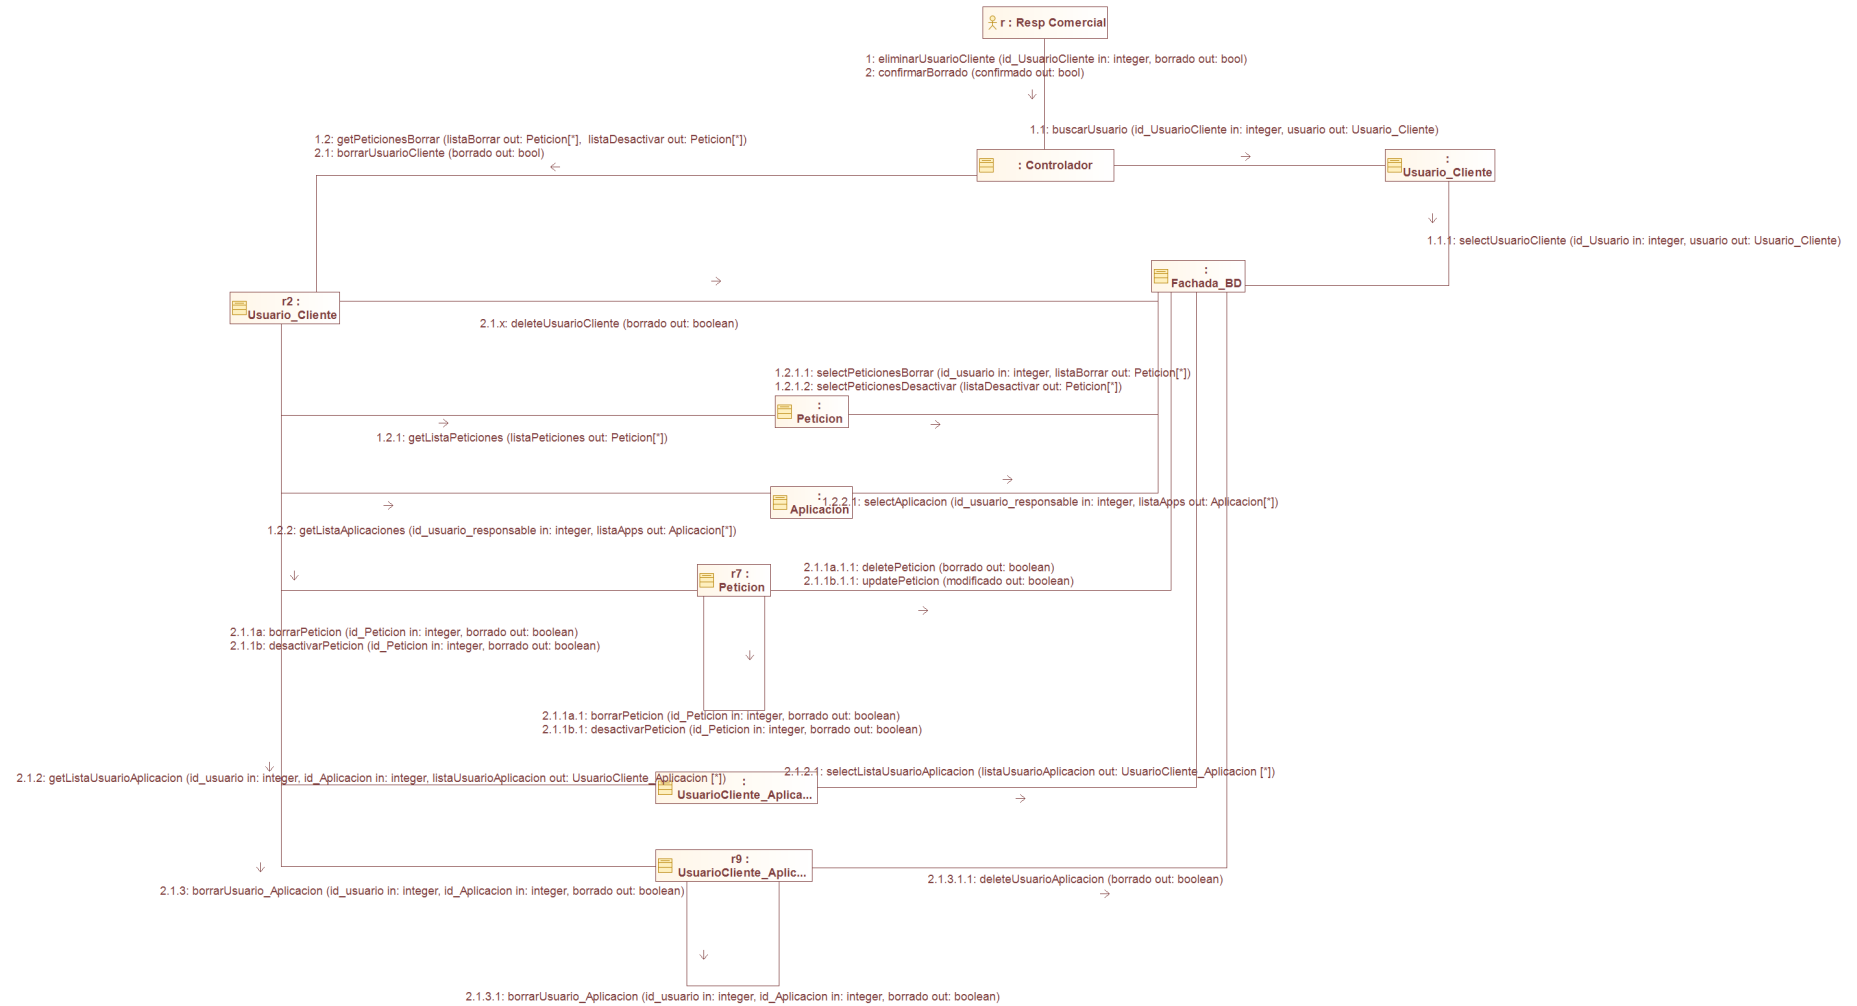 r : Resp Comercial
1: eliminarUsuarioCliente (id_UsuarioCliente in: integer, borrado out: bool)
2: confirmarBorrado (confirmado out: bool)
1.1: buscarUsuario (id_UsuarioCliente in: integer, usuario out: Usuario_Cliente)
1.2: getPeticionesBorrar (listaBorrar out: Peticion[*],  listaDesactivar out: Peticion[*])
2.1: borrarUsuarioCliente (borrado out: bool)
: Controlador
:
Usuario_Cliente
1.1.1: selectUsuarioCliente (id_Usuario in: integer, usuario out: Usuario_Cliente)
:
Fachada_BD
r2 :
Usuario_Cliente
2.1.x: deleteUsuarioCliente (borrado out: boolean)
1.2.1.1: selectPeticionesBorrar (id_usuario in: integer, listaBorrar out: Peticion[*])
1.2.1.2: selectPeticionesDesactivar (listaDesactivar out: Peticion[*])
:
Peticion
1.2.1: getListaPeticiones (listaPeticiones out: Peticion[*])
:
Aplicacion
1.2.2.1: selectAplicacion (id_usuario_responsable in: integer, listaApps out: Aplicacion[*])
1.2.2: getListaAplicaciones (id_usuario_responsable in: integer, listaApps out: Aplicacion[*])
r7 :
Peticion
2.1.1a.1.1: deletePeticion (borrado out: boolean)
2.1.1b.1.1: updatePeticion (modificado out: boolean)
2.1.1a: borrarPeticion (id_Peticion in: integer, borrado out: boolean)
2.1.1b: desactivarPeticion (id_Peticion in: integer, borrado out: boolean)
2.1.1a.1: borrarPeticion (id_Peticion in: integer, borrado out: boolean)
2.1.1b.1: desactivarPeticion (id_Peticion in: integer, borrado out: boolean)
2.1.2: getListaUsuarioAplicacion (id_usuario in: integer, id_Aplicacion in: integer, listaUsuarioAplicacion out: UsuarioCliente_Aplicacion [*])
2.1.2.1: selectListaUsuarioAplicacion (listaUsuarioAplicacion out: UsuarioCliente_Aplicacion [*])
:
UsuarioCliente_Aplica...
r9 :
UsuarioCliente_Aplic...
2.1.3.1.1: deleteUsuarioAplicacion (borrado out: boolean)
2.1.3: borrarUsuario_Aplicacion (id_usuario in: integer, id_Aplicacion in: integer, borrado out: boolean)
2.1.3.1: borrarUsuario_Aplicacion (id_usuario in: integer, id_Aplicacion in: integer, borrado out: boolean)